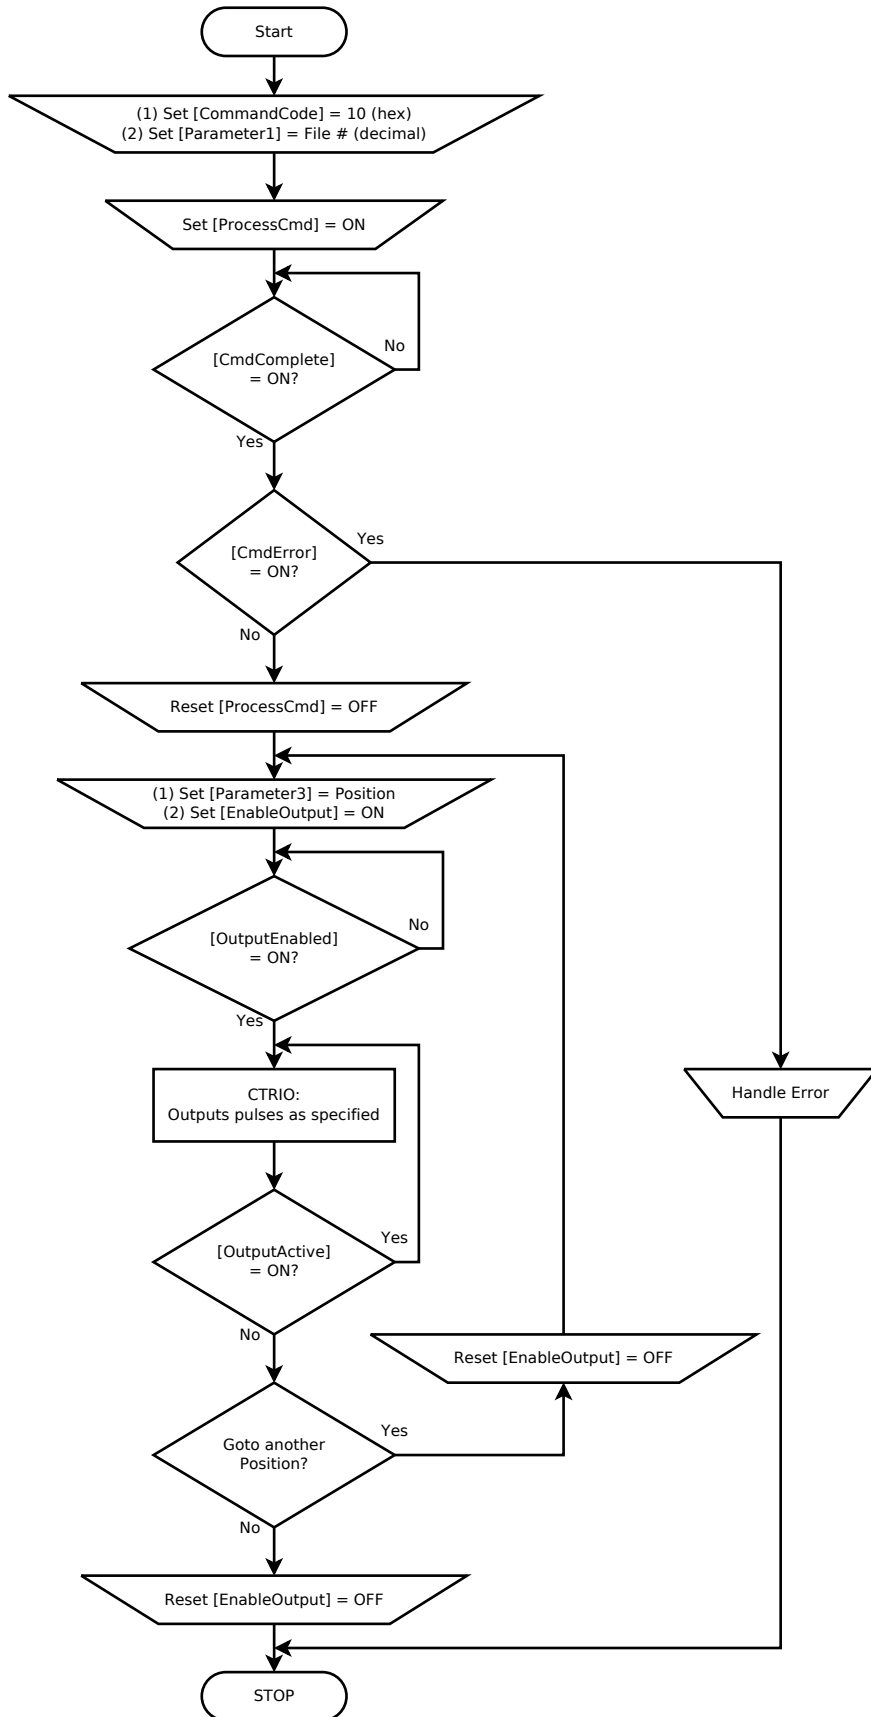 Start
(1) Set [CommandCode] = 10 (hex)
(2) Set [Parameter1] = File # (decimal)
Set [ProcessCmd] = ON
[CmdComplete]
= ON?
No
Yes
[CmdError]
= ON?
Yes
No
Reset [ProcessCmd] = OFF
(1) Set [Parameter3] = Position
(2) Set [EnableOutput] = ON
[OutputEnabled]
= ON?
No
Yes
CTRIO:
Outputs pulses as specified
Handle Error
[OutputActive]
= ON?
Yes
No
Reset [EnableOutput] = OFF
Goto another
Position?
Yes
No
Reset [EnableOutput] = OFF
STOP